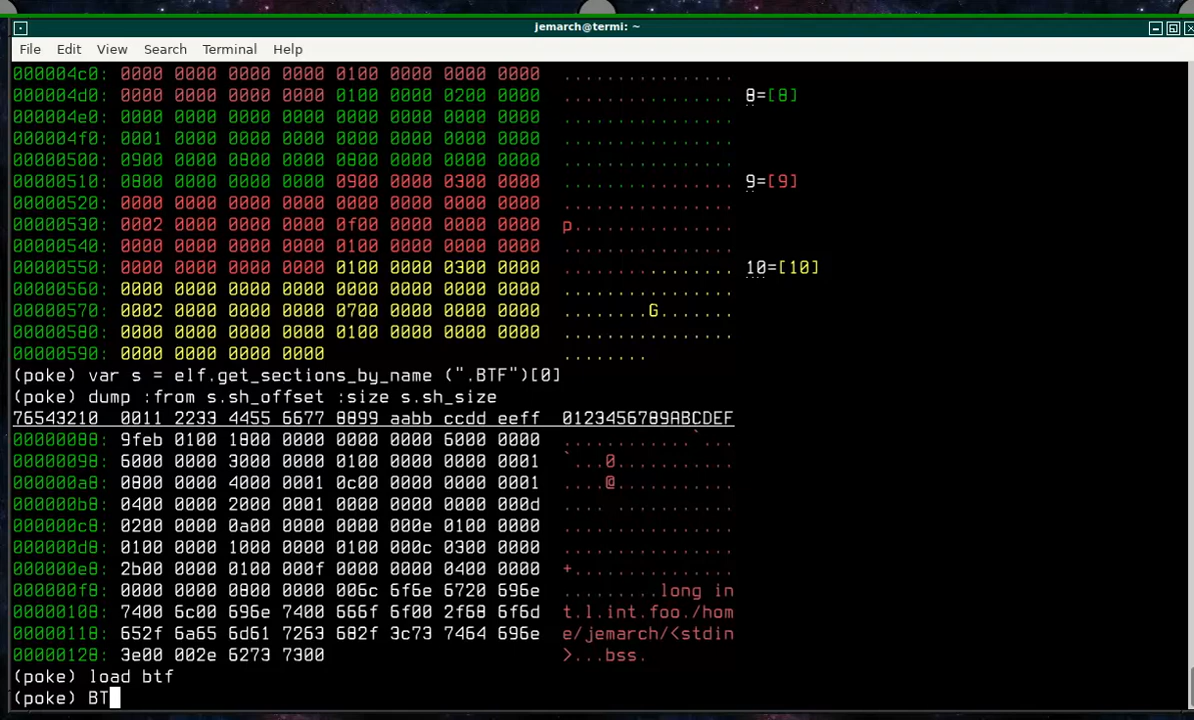 jemarch@termi: ~
File Edit View Search Terminal Help
000004c0: 0000 0000 0000 0000 0100 0000 0000 0000 ................
000004d0: 0000 0000 0000 0000 0100 0000 0200 0000 ................ 8=[8]
000004e0: 0000 0000 0000 0000 0000 0000 0000 0000 ................
000004f0: 0001 0000 0000 0000 0000 0000 0000 0000 ................
00000500: 0900 0000 0800 0000 0800 0000 0000 0000 ................
00000510: 0800 0000 0000 0000 0900 0000 0300 0000 ................ 9=[9]
00000520: 0000 0000 0000 0000 0000 0000 0000 0000 ................
00000530: 0002 0000 0000 0000 0f00 0000 0000 0000 p...............
00000540: 0000 0000 0000 0000 0100 0000 0000 0000 ................
00000550: 0000 0000 0000 0000 0100 0000 0300 0000 ................ 10=[10]
00000560: 0000 0000 0000 0000 0000 0000 0000 0000 ................
00000570: 0002 0000 0000 0000 0700 0000 0000 0000 ........G.......
00000580: 0000 0000 0000 0000 0100 0000 0000 0000 ................
00000590: 0000 0000 0000 0000 ........
(poke) var s = elf.get_sections_by_name (".BTF")[0]
(poke) dump :from s.sh_offset :size s.sh_size
76543210 0011 2233 4455 6677 8899 aabb ccdd eeff 0123456789ABCDEF
00000088: 9feb 0100 1800 0000 0000 0000 6000 0000 ............`...
00000098: 6000 0000 3000 0000 0100 0000 0000 0001 `...0...........
000000a8: 0800 0000 4000 0001 0c00 0000 0000 0001 ....@...........
000000b8: 0400 0000 2000 0001 0000 0000 0000 000d .... ...........
000000c8: 0200 0000 0a00 0000 0000 000e 0100 0000 ................
000000d8: 0100 0000 1000 0000 0100 000c 0300 0000 ................
000000e8: 2b00 0000 0100 000f 0000 0000 0400 0000 +...............
000000f8: 0000 0000 0800 0000 006c 6f6e 6720 696e .........long in
00000108: 7400 6c00 696e 7400 666f 6f00 2f68 6f6d t.l.int.foo./hom
00000118: 652f 6a65 6d61 7263 682f 3c73 7464 696e e/jemarch/<stdin
00000128: 3e00 002e 6273 7300 >...bss.
(poke) load btf
(poke) BT